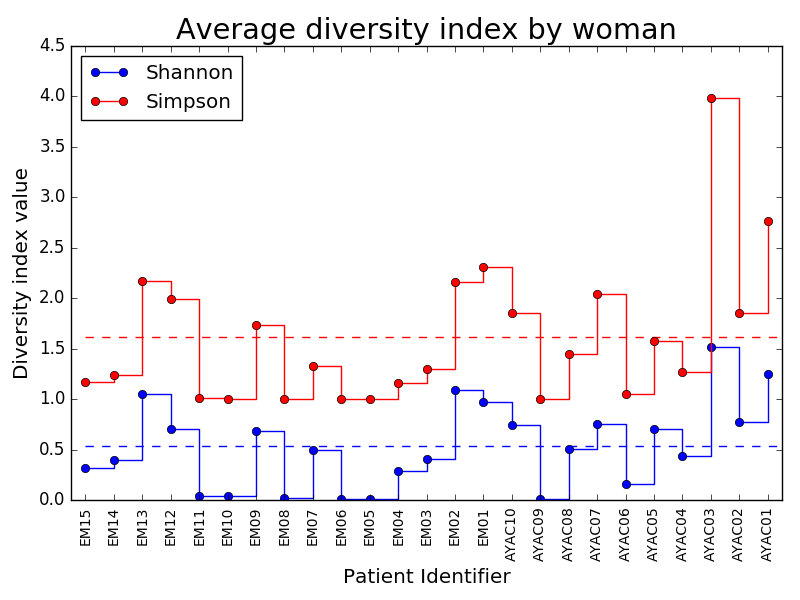 Average diversity index by woman
Shannon
Simpson
Diversity index value
4.5
4.0
3.5
3.0
2.5
2.0
1.5
1.0
0.5
0.0
EM15
EM14
EM13
EM12
EM11
EM10
EM09
EM08
EM07
EM06
EM05
EM04
EM03
EM02
EM01
AYAC10
AYAC09
AYAC08
AYAC07
AYAC06
AYAC05
AYAC04
AYAC03
AYAC02
AYAC01
Patient Identifier